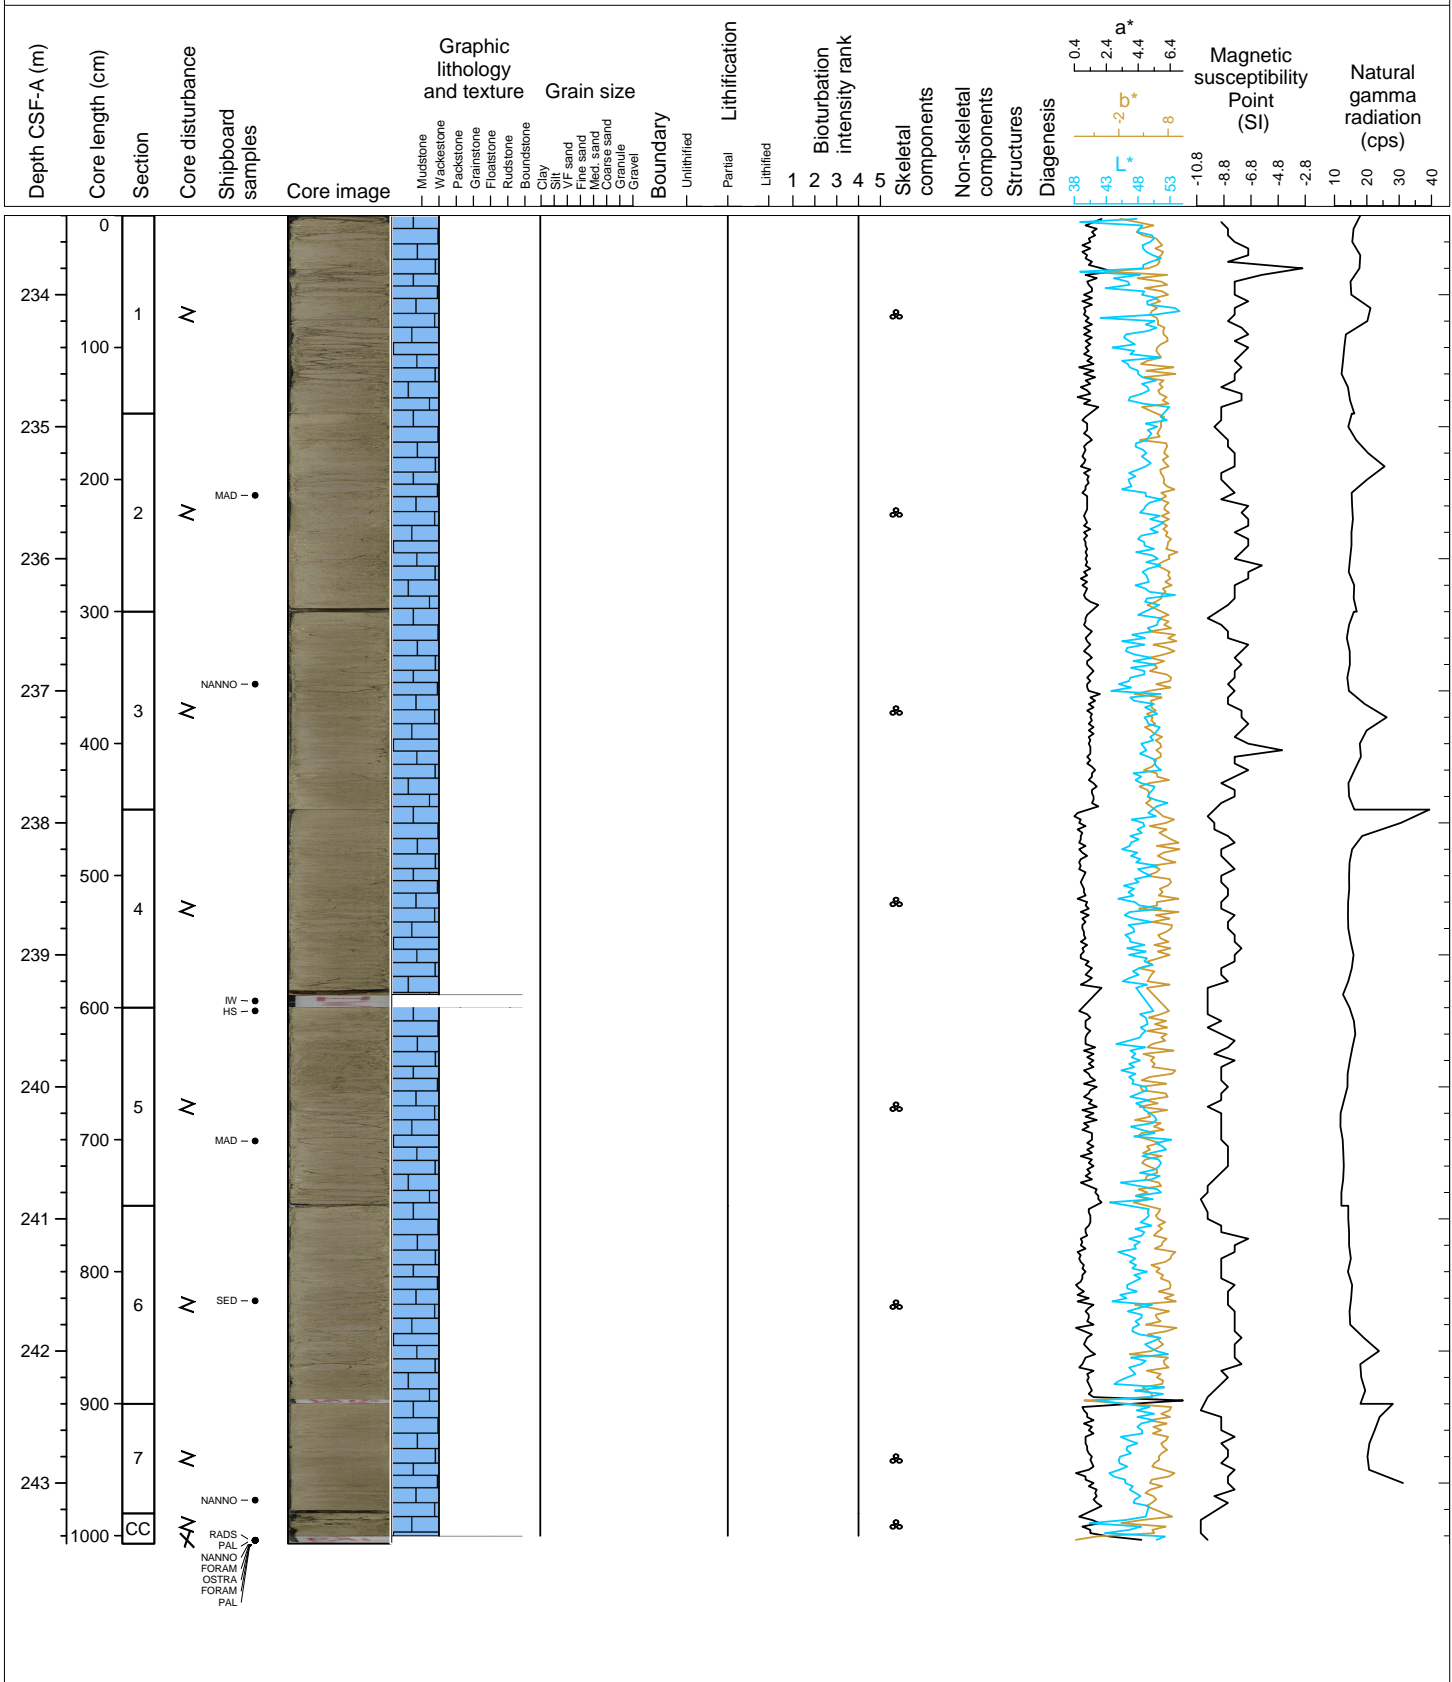 Depth CSF-A (m)
Core length (cm)
Section
Core disturbance
Shipboard
samples
Core image
Graphic
lithology
and texture
Mudstone
Wackestone
Packstone
Grainstone
Floatstone
Rudstone
Boundstone
Grain size
Clay
Silt
VF sand
Fine sand
Med. sand
Coarse sand
Granule
Gravel
Boundary
Lithification
Unlithified
Partial
Lithified
Bioturbation
intensity rank
1 2 3 4 5
Skeletal
components
Non-skeletal
components
Structures
Diagenesis
a*
0.4 2.4 4.4 6.4
b*
-2 8
L*
38 43 48 53
Magnetic
susceptibility
Point
(SI)
-10.8 -8.8 -6.8 -4.8 -2.8
Natural
gamma
radiation
(cps)
10 20 30 40
0
234
1
100
235
200
MAD
2
236
300
NANNO
237
3
400
238
500
4
239
IW
600
HS
240
5
700
MAD
241
800
SED
6
242
900
7
243
NANNO
CC
1000
RADS
PAL
NANNO
FORAM
OSTRA
FORAM
PAL